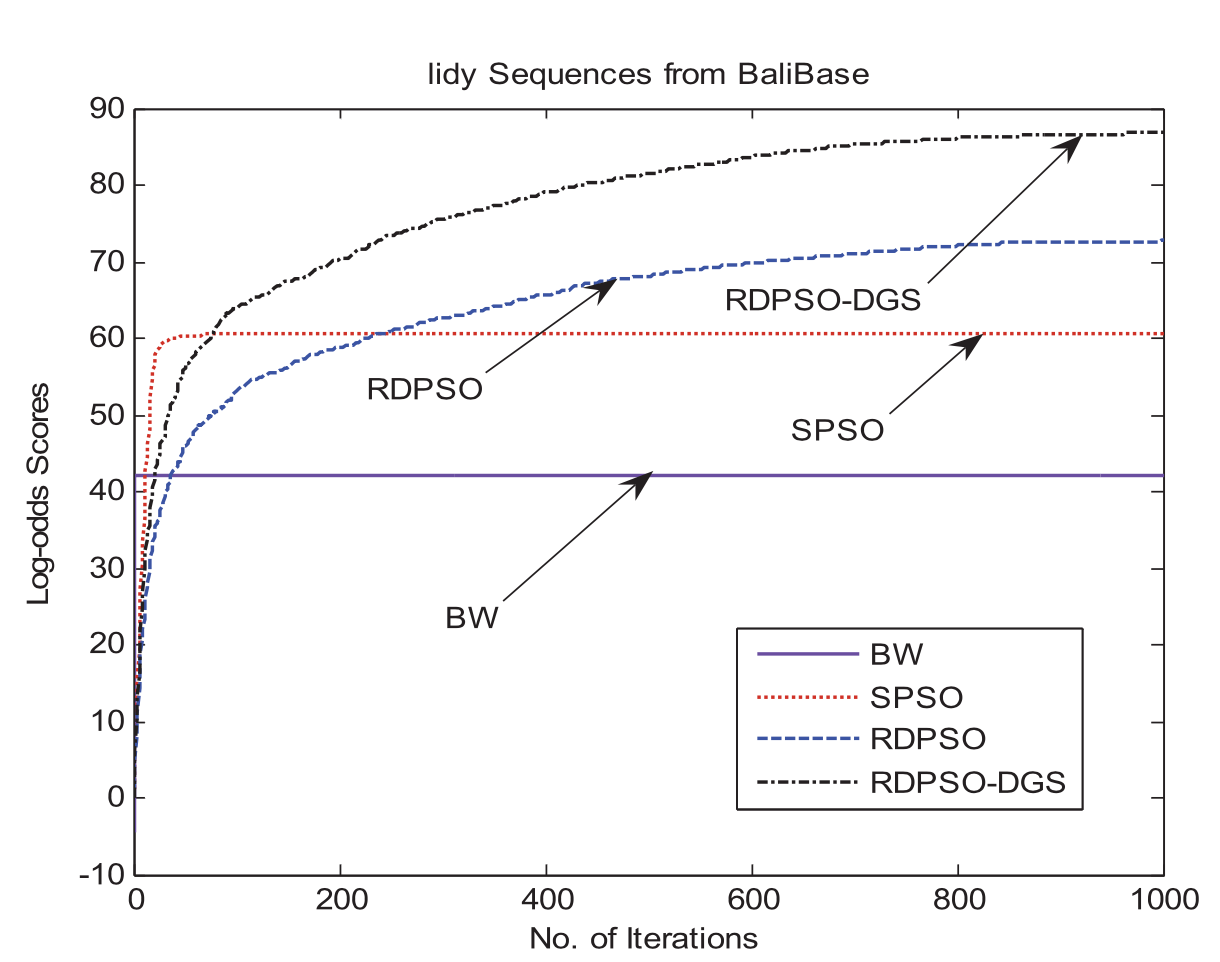 lidy Sequences from BaliBase
90
80
70
60
50
40
30
20
10
0
-10
Log-odds Scores
RDPSO-DGS
RDPSO
SPSO
BW
BW
SPSO
RDPSO
RDPSO-DGS
0 200 400 600 800 1000
No. of Iterations